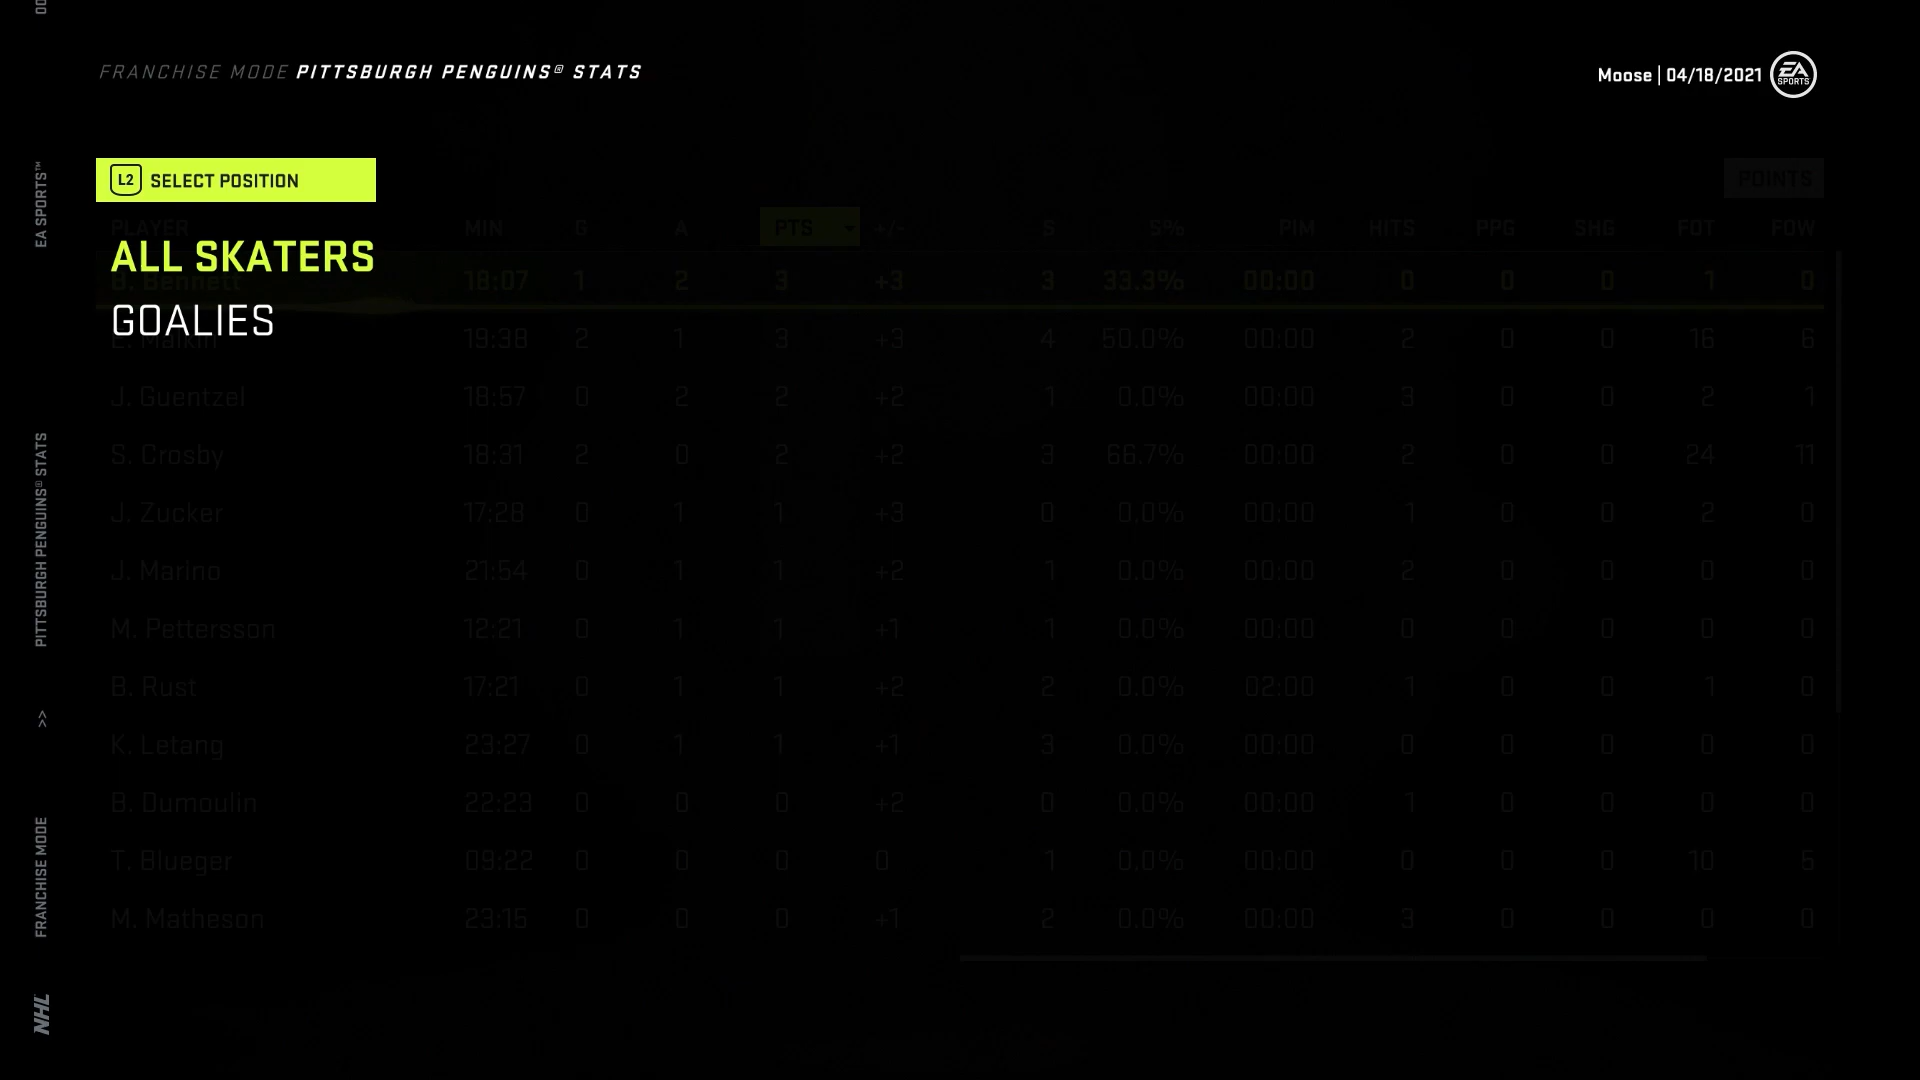 FRANCHISE MODE PITTSBURGH PENGUINS® STATS
Moose | 04/18/2021
EA SPORTS
L2 SELECT POSITION
POINTS
PLAYER MIN G A PTS +/- S S% PIM HITS PPG SHG FOT FOW
ALL SKATERS
B. Bennett 18:07 1 2 3 +3 3 33.3% 00:00 0 0 0 1 0
GOALIES
E. Malkin 19:38 2 1 3 +3 4 50.0% 00:00 2 0 0 16 6
J. Guentzel 18:57 0 2 2 +2 1 0.0% 00:00 3 0 0 2 1
S. Crosby 18:31 2 0 2 +2 3 66.7% 00:00 2 0 0 24 11
J. Zucker 17:28 0 1 1 +3 0 0.0% 00:00 1 0 0 2 0
J. Marino 21:54 0 1 1 +2 1 0.0% 00:00 2 0 0 0 0
M. Pettersson 12:21 0 1 1 +1 1 0.0% 00:00 0 0 0 0 0
B. Rust 17:21 0 1 1 +2 2 0.0% 02:00 1 0 0 1 0
K. Letang 23:27 0 1 1 +1 3 0.0% 00:00 0 0 0 0 0
B. Dumoulin 22:23 0 0 0 +2 0 0.0% 00:00 1 0 0 0 0
T. Blueger 09:22 0 0 0 0 1 0.0% 00:00 0 0 0 10 5
M. Matheson 23:15 0 0 0 +1 2 0.0% 00:00 3 0 0 0 0
NHL
FRANCHISE MODE
>>
PITTSBURGH PENGUINS® STATS
EA SPORTS™